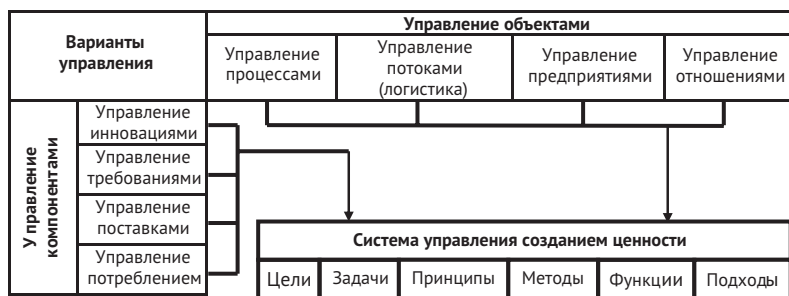 Варианты
управления
Управление объектами
Управление
процессами
Управление
потоками
(логистика)
Управление
предприятиями
Управление
отношениями
Управление
компонентами
Управление
инновациями
Управление
требованиями
Управление
поставками
Управление
потреблением
Система управления созданием ценности
Цели
Задачи
Принципы
Методы
Функции
Подходы